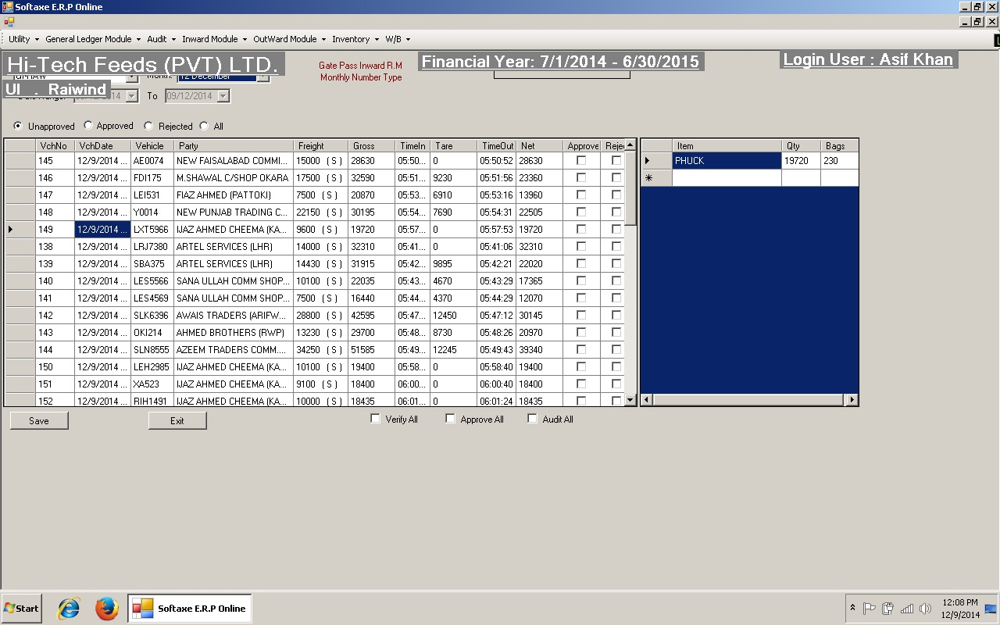 Softaxe E.R.P Online
Utility General Ledger Module Audit Inward Module OutWard Module Inventory W/B
Hi-Tech Feeds (PVT) LTD.
Gate Pass Inward R.M
Monthly Number Type
Financial Year: 7/1/2014 - 6/30/2015
Login User : Asif Khan
12 December
UI . Raiwind
To 09/12/2014
Unapproved Approved Rejected All
VchNo VchDate Vehicle Party Freight Gross TimeIn Tare TimeOut Net Approve Rejec
145 12/9/2014 ... AE0074 NEW FAISALABAD COMMI... 15000 ( S ) 28630 05:50... 0 05:50:52 28630
146 12/9/2014 ... FDI175 M.SHAWAL C/SHOP OKARA 17500 ( S ) 32590 05:51... 9230 05:51:56 23360
147 12/9/2014 ... LEI531 FIAZ AHMED (PATTOKI) 7500 ( S ) 20870 05:53... 6910 05:53:16 13960
148 12/9/2014 ... Y0014 NEW PUNJAB TRADING C... 22150 ( S ) 30195 05:54... 7690 05:54:31 22505
149 12/9/2014 ... LXT5966 IJAZ AHMED CHEEMA (KA... 9600 ( S ) 19720 05:57... 0 05:57:53 19720
138 12/9/2014 ... LRJ7380 ARTEL SERVICES (LHR) 14000 ( S ) 32310 05:41... 0 05:41:06 32310
139 12/9/2014 ... SBA375 ARTEL SERVICES (LHR) 14430 ( S ) 31915 05:42... 9895 05:42:21 22020
140 12/9/2014 ... LES5566 SANA ULLAH COMM SHOP... 10100 ( S ) 22035 05:43... 4670 05:43:29 17365
141 12/9/2014 ... LES4569 SANA ULLAH COMM SHOP... 7500 ( S ) 16440 05:44... 4370 05:44:29 12070
142 12/9/2014 ... SLK6396 AWAIS TRADERS (ARIFW... 28800 ( S ) 42595 05:47... 12450 05:47:12 30145
143 12/9/2014 ... OKI214 AHMED BROTHERS (RWP) 13230 ( S ) 29700 05:48... 8730 05:48:26 20970
144 12/9/2014 ... SLN8555 AZEEM TRADERS COMM.... 34250 ( S ) 51585 05:49... 12245 05:49:43 39340
150 12/9/2014 ... LEH2985 IJAZ AHMED CHEEMA (KA... 10100 ( S ) 19400 05:58... 0 05:58:40 19400
151 12/9/2014 ... XA523 IJAZ AHMED CHEEMA (KA... 9100 ( S ) 18400 06:00... 0 06:00:40 18400
152 12/9/2014 ... RIH1491 IJAZ AHMED CHEEMA (KA... 10000 ( S ) 18435 06:01... 0 06:01:24 18435
Item Qty Bags
PHUCK 19720 230
Save Exit Verify All Approve All Audit All
Start Softaxe E.R.P Online
12:08 PM
12/9/2014